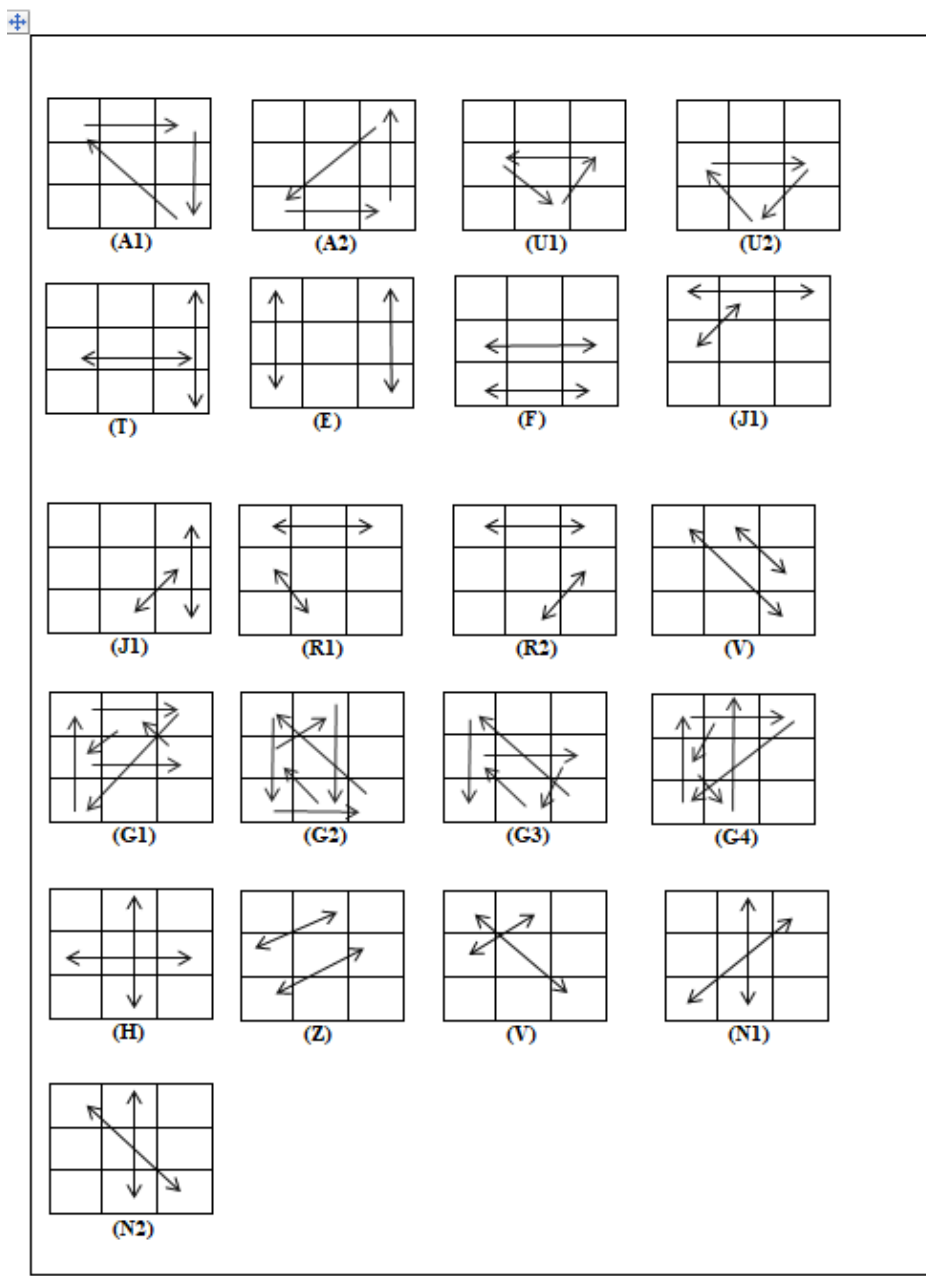 (A1) (A2) (U1) (U2)
(T) (E) (F) (J1)
(J1) (R1) (R2) (V)
(G1) (G2) (G3) (G4)
(H) (Z) (V) (N1)
(N2)